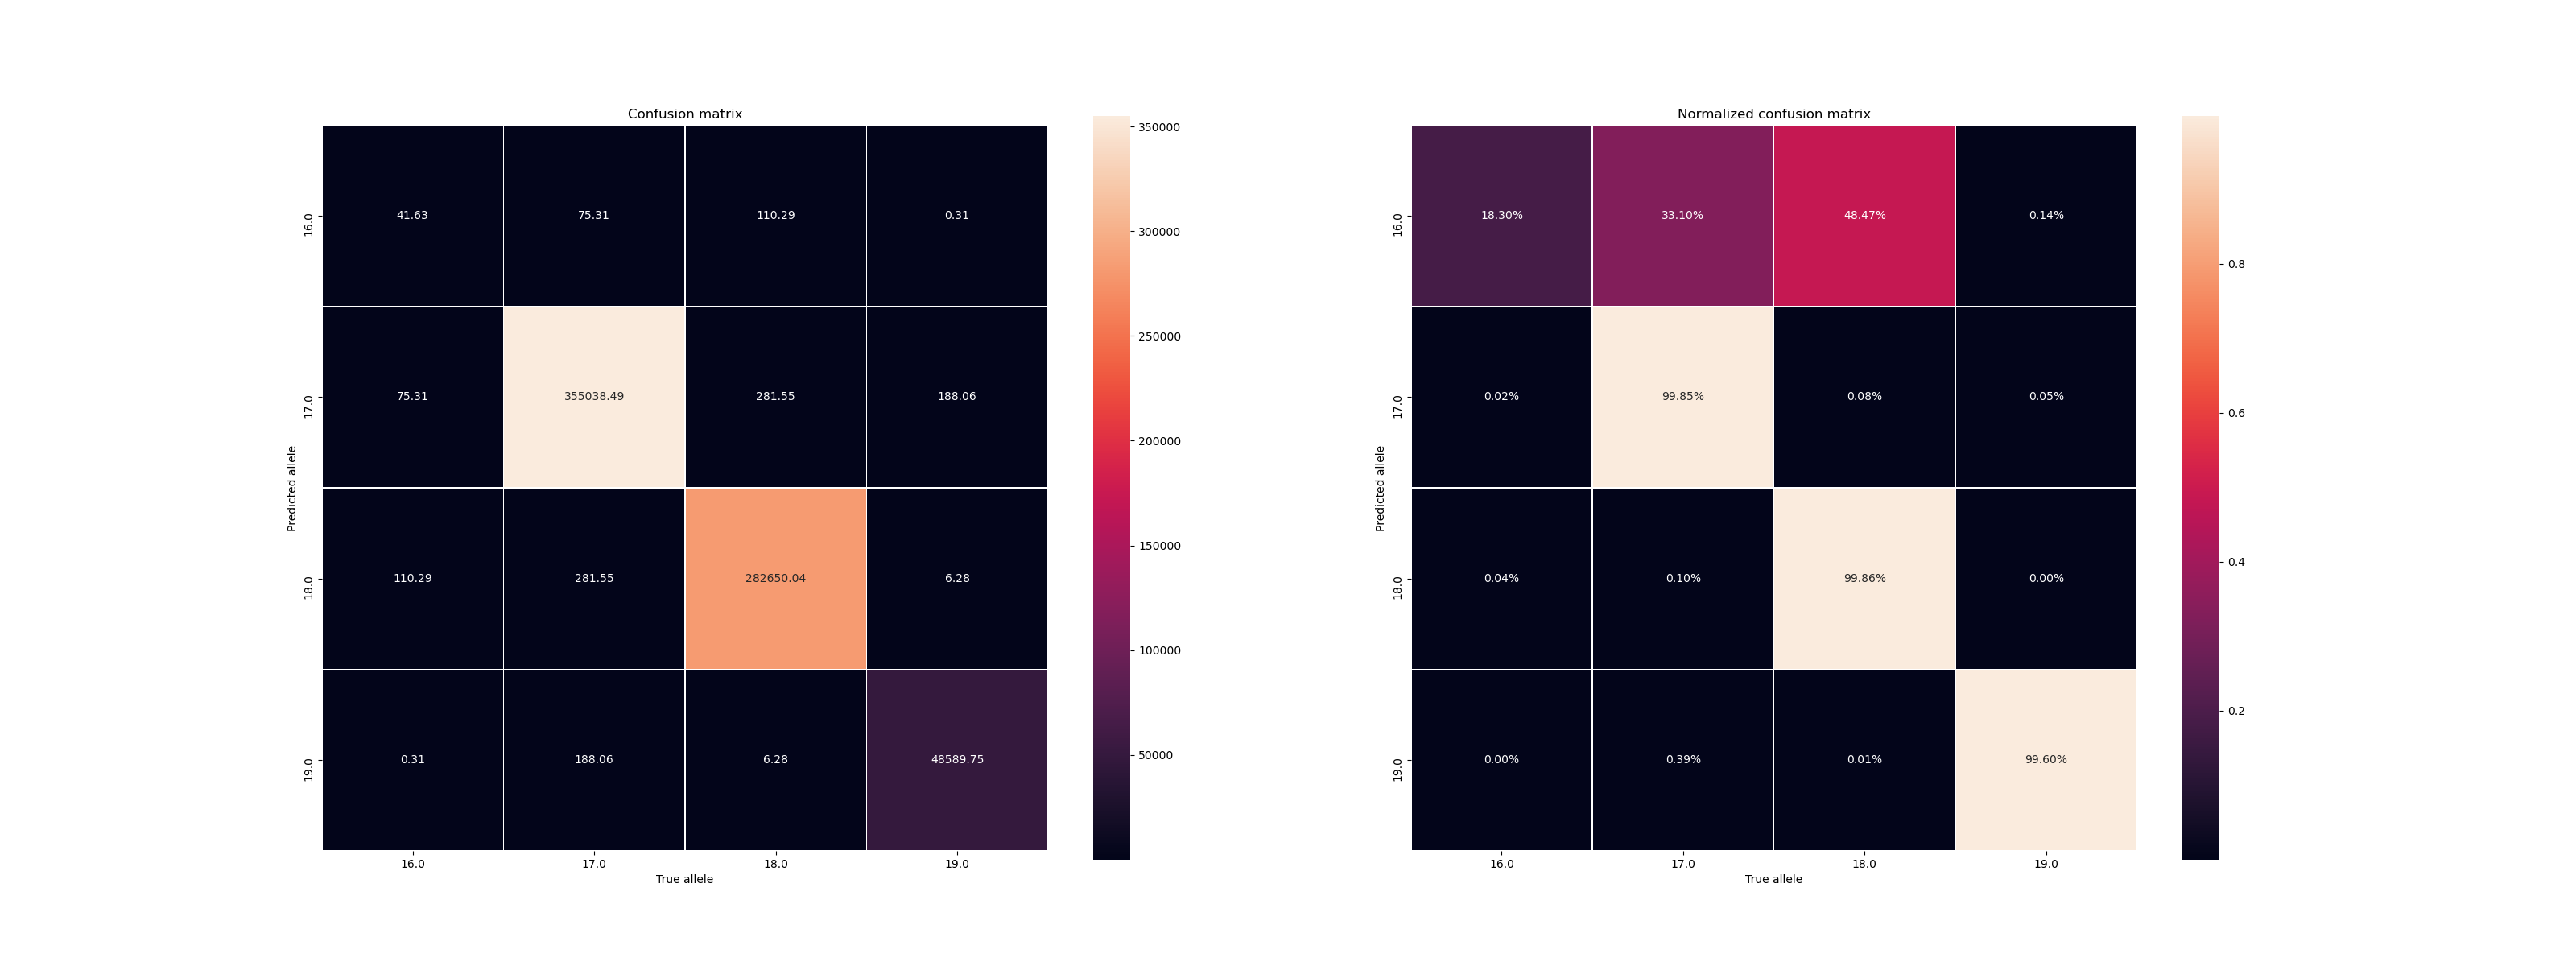 Confusion matrix
16.0 41.63 75.31 110.29 0.31
17.0 75.31 355038.49 281.55 188.06
18.0 110.29 281.55 282650.04 6.28
19.0 0.31 188.06 6.28 48589.75
Predicted allele
16.0 17.0 18.0 19.0
True allele
350000
300000
250000
200000
150000
100000
50000
Normalized confusion matrix
16.0 18.30% 33.10% 48.47% 0.14%
17.0 0.02% 99.85% 0.08% 0.05%
18.0 0.04% 0.10% 99.86% 0.00%
19.0 0.00% 0.39% 0.01% 99.60%
Predicted allele
16.0 17.0 18.0 19.0
True allele
0.8
0.6
0.4
0.2